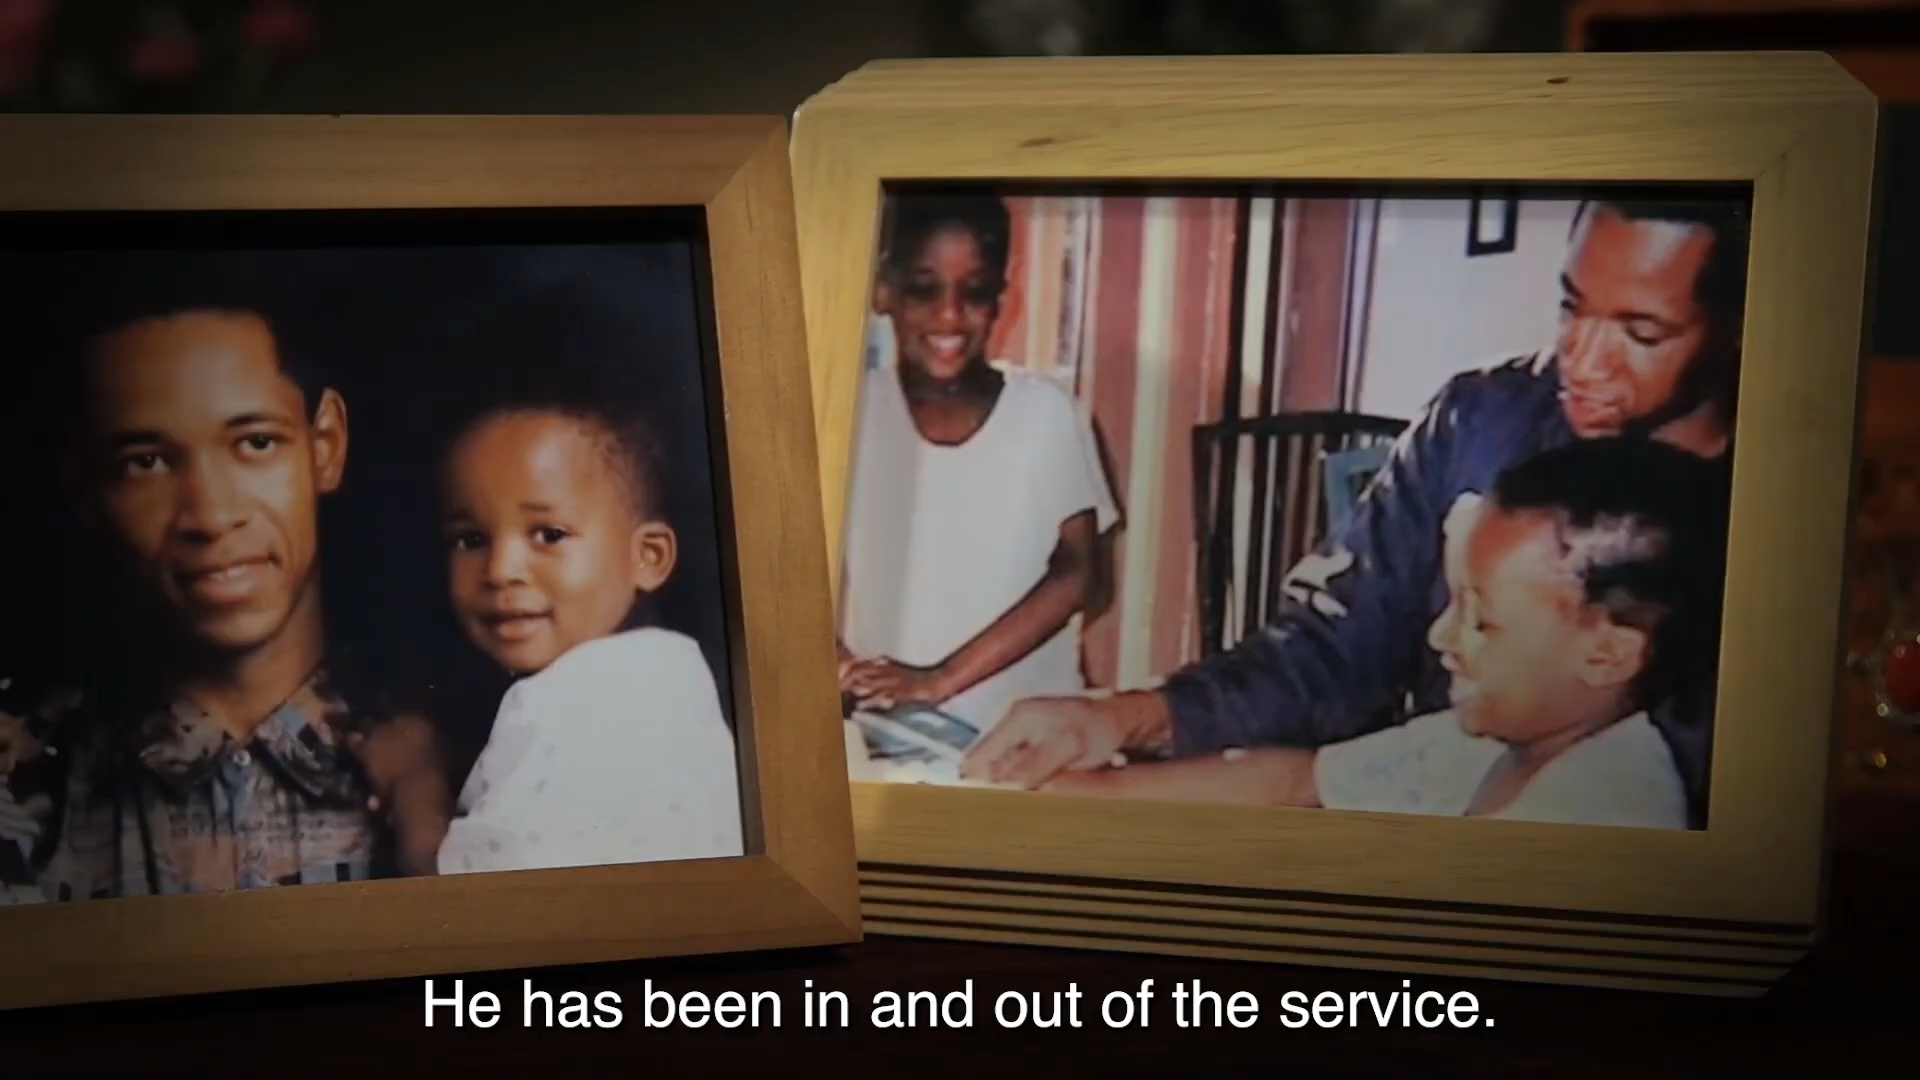 He has been in and out of the service.